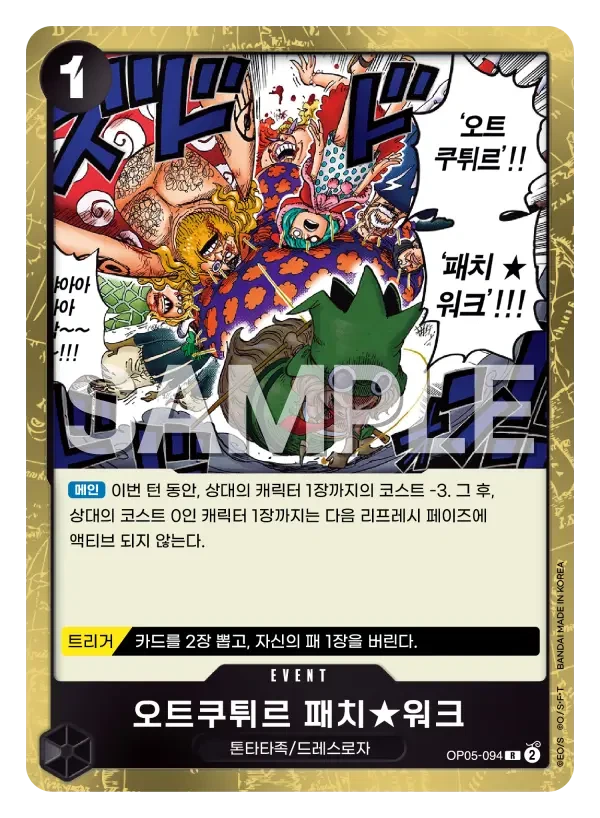 1
ズド
ド
'오트
쿠튀르'!!
'패치 ★
워크'!!!
SAMPLE
메인 이번 턴 동안, 상대의 캐릭터 1장까지의 코스트 -3. 그 후,
상대의 코스트 0인 캐릭터 1장까지는 다음 리프레시 페이즈에
액티브 되지 않는다.
트리거 카드를 2장 뽑고, 자신의 패 1장을 버린다.
EVENT
오트쿠튀르 패치★워크
톤타타족/드레스로자
OP05-094 R 2
©EO/S ©O/S·F·T BANDAI MADE IN KOREA